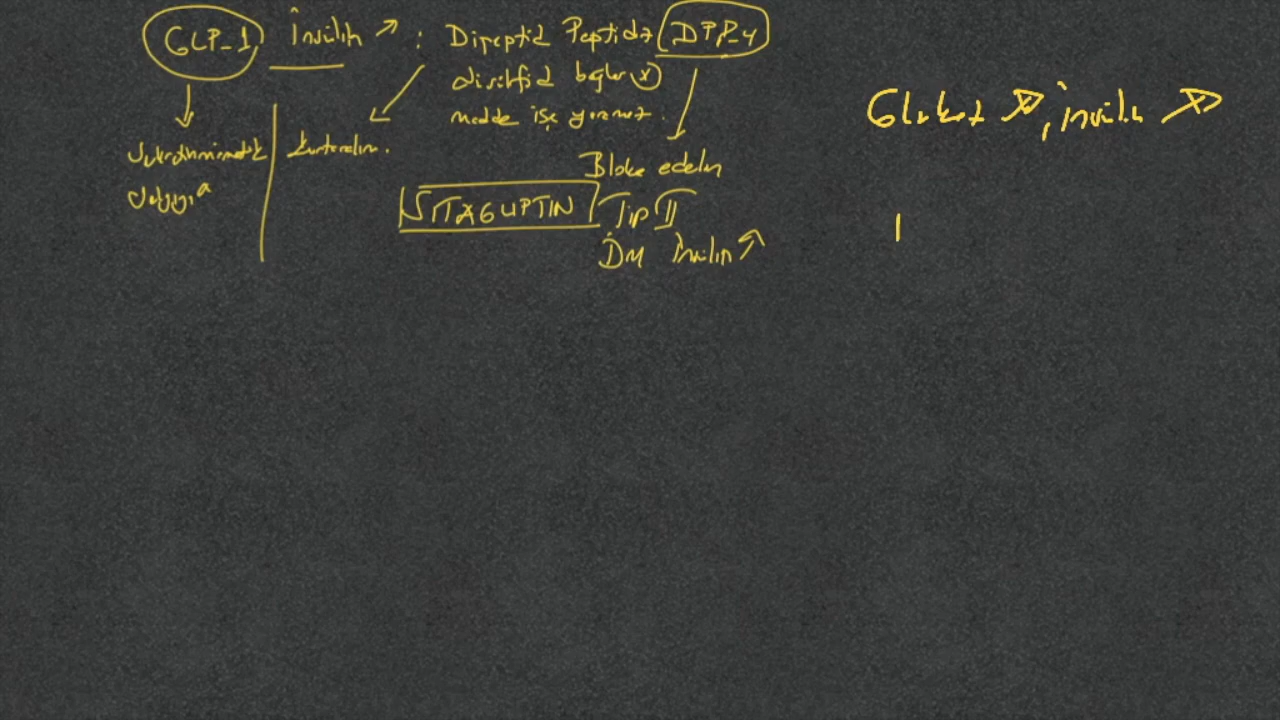 GLP-1 İnsülin ↗ : Dipeptid Peptidaz DPP-4
disülfid bağları (x)
madde işe yaramaz.
kurtaralım.
Bloke edelim
SITAGLIPTIN Tip II
DM İnsülin ↗
Glukoz ↗, insülin ↗